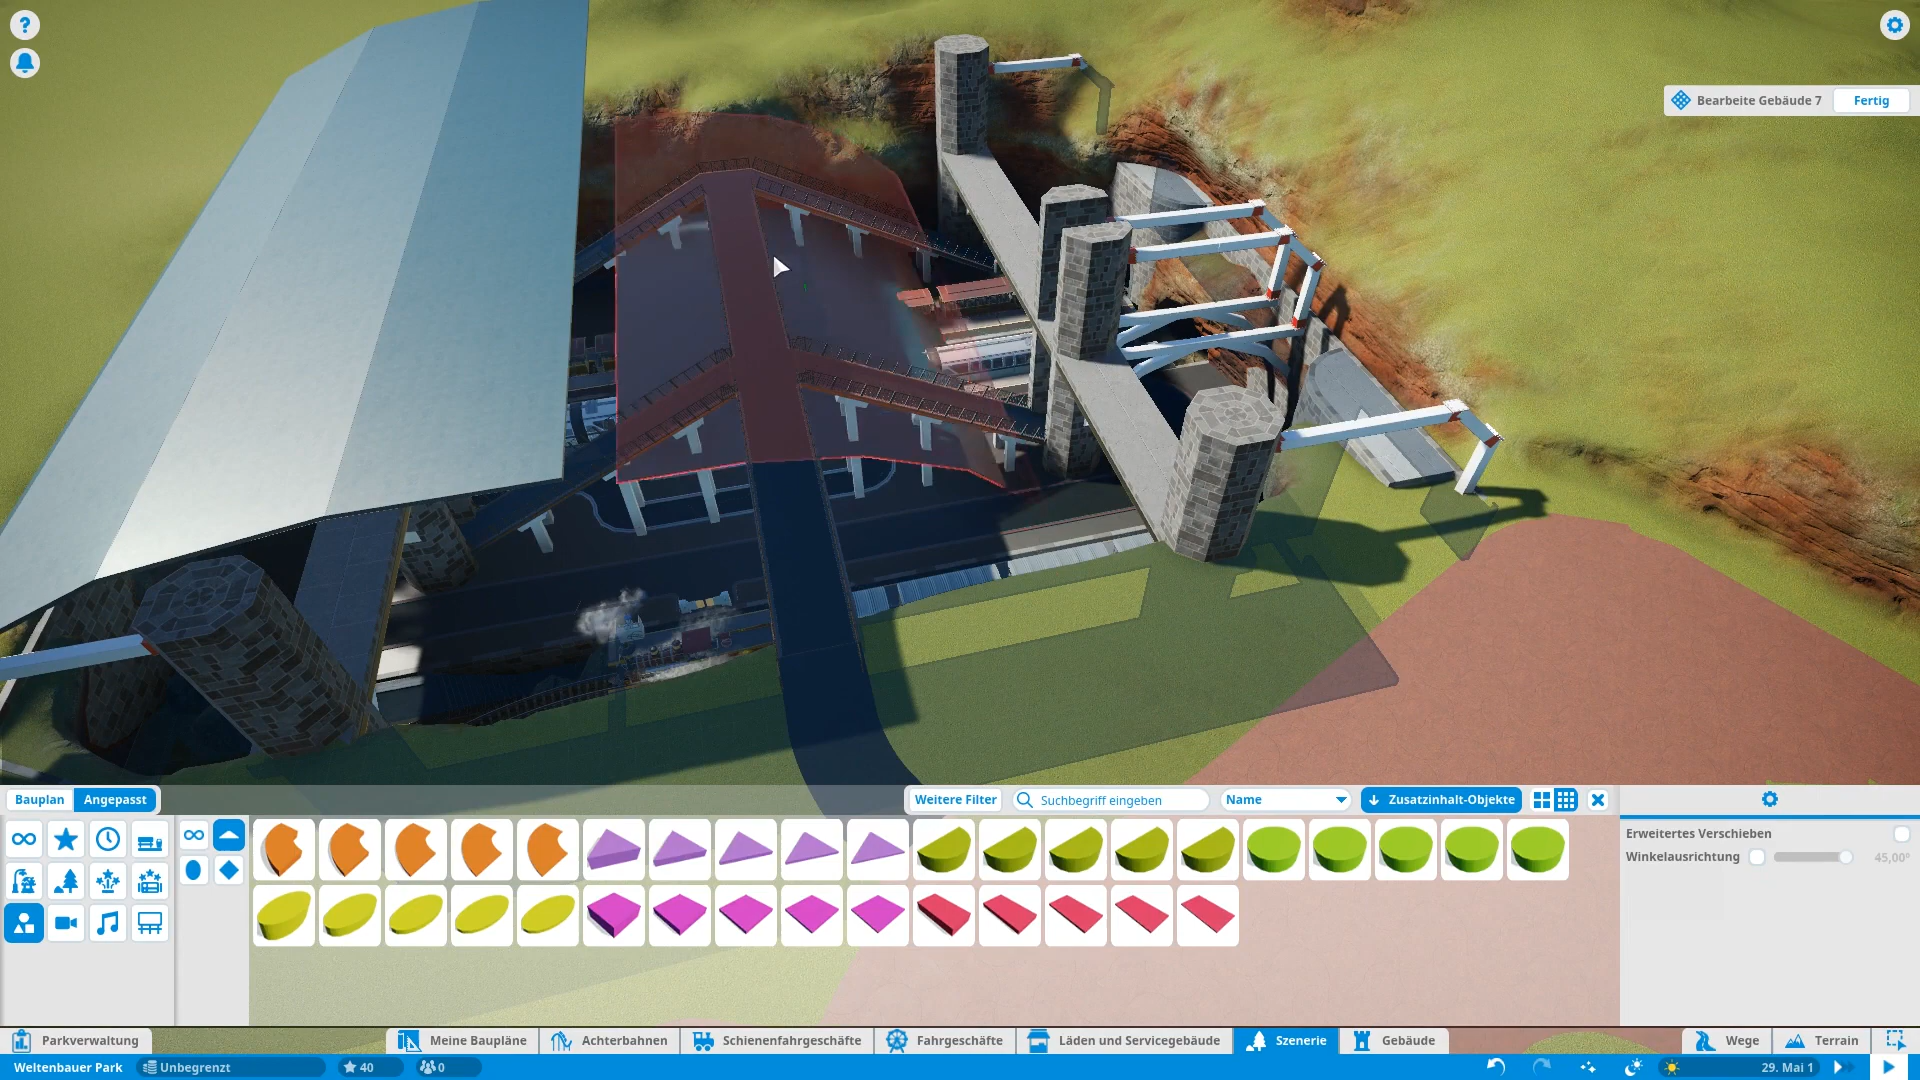 ?
Bearbeite Gebäude 7
Fertig
Bauplan
Angepasst
Weitere Filter
Suchbegriff eingeben
Name
Zusatzinhalt-Objekte
Erweitertes Verschieben
Winkelausrichtung
45,00°
Parkverwaltung
Meine Baupläne
Achterbahnen
Schienenfahrgeschäfte
Fahrgeschäfte
Läden und Servicegebäude
Szenerie
Gebäude
Wege
Terrain
Weltenbauer Park
Unbegrenzt
40
0
29. Mai 1